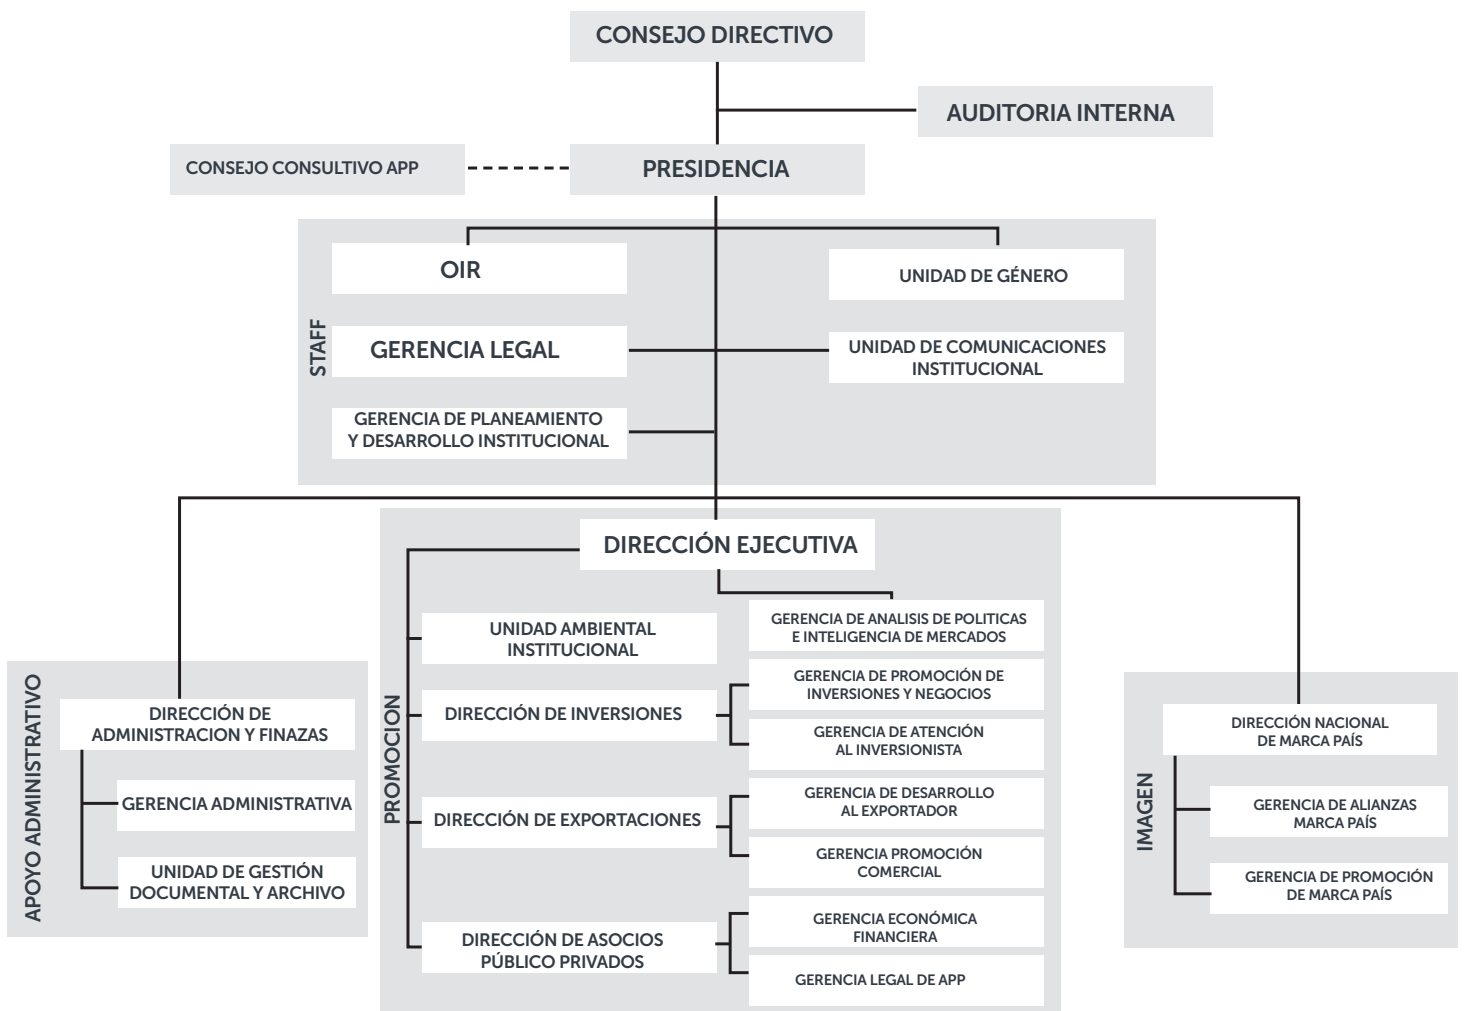 CONSEJO DIRECTIVO
AUDITORIA INTERNA
CONSEJO CONSULTIVO APP
PRESIDENCIA
STAFF
OIR
UNIDAD DE GÉNERO
GERENCIA LEGAL
UNIDAD DE COMUNICACIONES
INSTITUCIONAL
GERENCIA DE PLANEAMIENTO
Y DESARROLLO INSTITUCIONAL
APOYO ADMINISTRATIVO
DIRECCIÓN DE
ADMINISTRACION Y FINAZAS
GERENCIA ADMINISTRATIVA
UNIDAD DE GESTIÓN
DOCUMENTAL Y ARCHIVO
PROMOCION
DIRECCIÓN EJECUTIVA
GERENCIA DE ANALISIS DE POLITICAS
E INTELIGENCIA DE MERCADOS
UNIDAD AMBIENTAL
INSTITUCIONAL
DIRECCIÓN DE INVERSIONES
GERENCIA DE PROMOCIÓN DE
INVERSIONES Y NEGOCIOS
GERENCIA DE ATENCIÓN
AL INVERSIONISTA
DIRECCIÓN DE EXPORTACIONES
GERENCIA DE DESARROLLO
AL EXPORTADOR
GERENCIA PROMOCIÓN
COMERCIAL
DIRECCIÓN DE ASOCIOS
PÚBLICO PRIVADOS
GERENCIA ECONÓMICA
FINANCIERA
GERENCIA LEGAL DE APP
IMAGEN
DIRECCIÓN NACIONAL
DE MARCA PAÍS
GERENCIA DE ALIANZAS
MARCA PAÍS
GERENCIA DE PROMOCIÓN
DE MARCA PAÍS